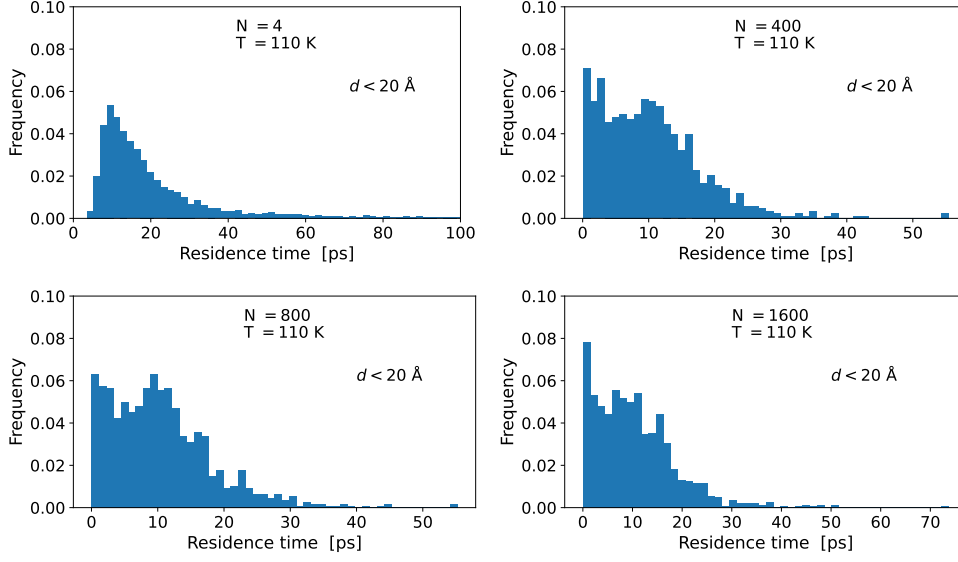 0.10
0.08
0.06
0.04
0.02
0.00
Frequency
N = 4
T = 110 K
d < 20 Å
0 20 40 60 80 100
Residence time [ps]
0.10
0.08
0.06
0.04
0.02
0.00
Frequency
N = 400
T = 110 K
d < 20 Å
0 10 20 30 40 50
Residence time [ps]
0.10
0.08
0.06
0.04
0.02
0.00
Frequency
N = 800
T = 110 K
d < 20 Å
0 10 20 30 40 50
Residence time [ps]
0.10
0.08
0.06
0.04
0.02
0.00
Frequency
N = 1600
T = 110 K
d < 20 Å
0 10 20 30 40 50 60 70
Residence time [ps]